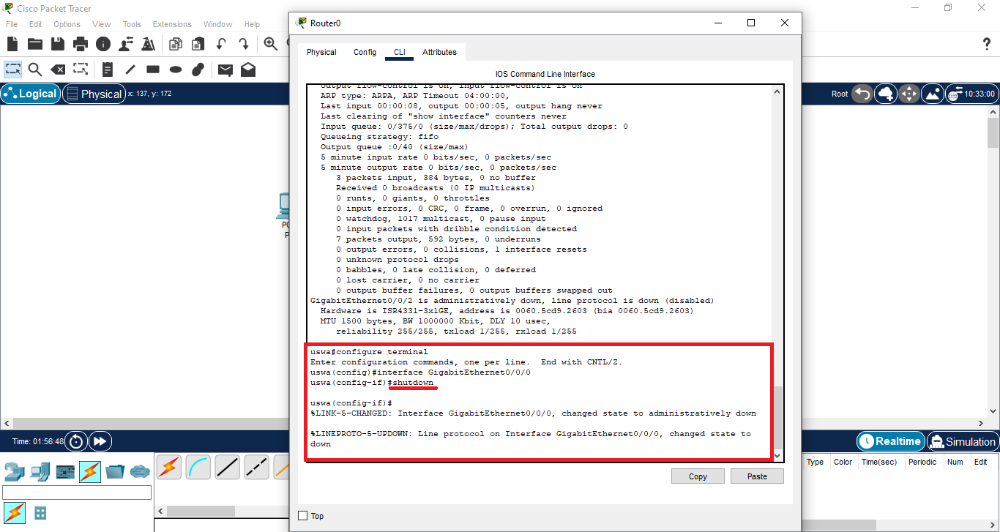 Cisco Packet Tracer
File Edit Options View Tools Extensions Window Help
Logical
Physical
x: 137, y: 172
Root
10:33:00
Router0
Physical Config CLI Attributes
IOS Command Line Interface
output flow-control is on, input flow-control is on
ARP type: ARPA, ARP Timeout 04:00:00,
Last input 00:00:08, output 00:00:05, output hang never
Last clearing of "show interface" counters never
Input queue: 0/375/0 (size/max/drops); Total output drops: 0
Queueing strategy: fifo
Output queue :0/40 (size/max)
5 minute input rate 0 bits/sec, 0 packets/sec
5 minute output rate 0 bits/sec, 0 packets/sec
3 packets input, 384 bytes, 0 no buffer
Received 0 broadcasts (0 IP multicasts)
0 runts, 0 giants, 0 throttles
0 input errors, 0 CRC, 0 frame, 0 overrun, 0 ignored
0 watchdog, 1017 multicast, 0 pause input
0 input packets with dribble condition detected
7 packets output, 592 bytes, 0 underruns
0 output errors, 0 collisions, 1 interface resets
0 unknown protocol drops
0 babbles, 0 late collision, 0 deferred
0 lost carrier, 0 no carrier
0 output buffer failures, 0 output buffers swapped out
GigabitEthernet0/0/2 is administratively down, line protocol is down (disabled)
Hardware is ISR4331-3x1GE, address is 0060.5cd9.2603 (bia 0060.5cd9.2603)
MTU 1500 bytes, BW 1000000 Kbit, DLY 10 usec,
reliability 255/255, txload 1/255, rxload 1/255
uswa#configure terminal
Enter configuration commands, one per line. End with CNTL/Z.
uswa(config)#interface GigabitEthernet0/0/0
uswa(config-if)#shutdown
uswa(config-if)#
%LINK-5-CHANGED: Interface GigabitEthernet0/0/0, changed state to administratively down
%LINEPROTO-5-UPDOWN: Line protocol on Interface GigabitEthernet0/0/0, changed state to
down
Copy Paste
Top
Time: 01:56:48
Realtime
Simulation
Type Color Time(sec) Periodic Num Edit